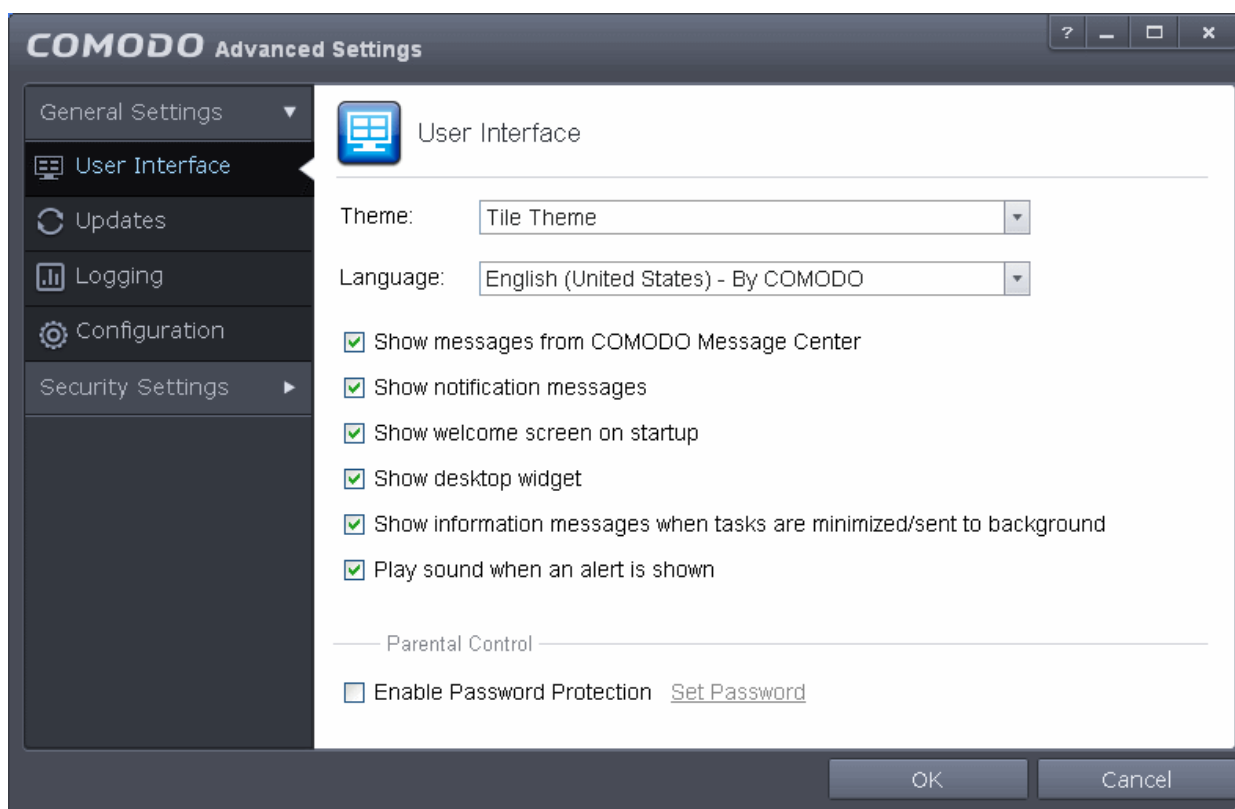 COMODO Advanced Settings
?
General Settings
User Interface
Updates
Logging
Configuration
Security Settings
User Interface
Theme: Tile Theme
Language: English (United States) - By COMODO
Show messages from COMODO Message Center
Show notification messages
Show welcome screen on startup
Show desktop widget
Show information messages when tasks are minimized/sent to background
Play sound when an alert is shown
Parental Control
Enable Password Protection Set Password
OK Cancel